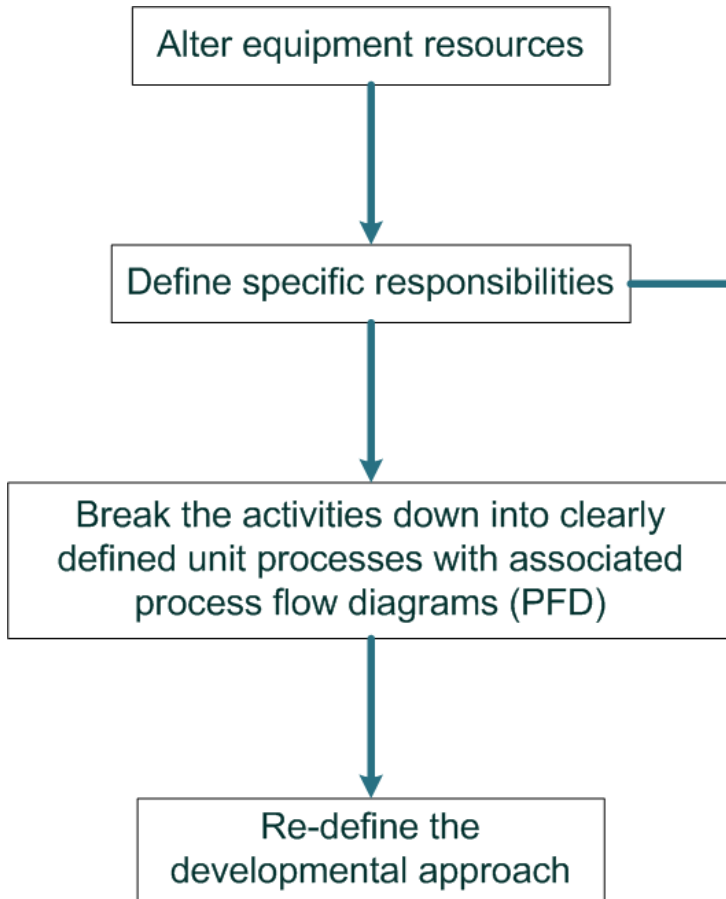 Alter equipment resources
Define specific responsibilities
Break the activities down into clearly
defined unit processes with associated
process flow diagrams (PFD)
Re-define the
developmental approach